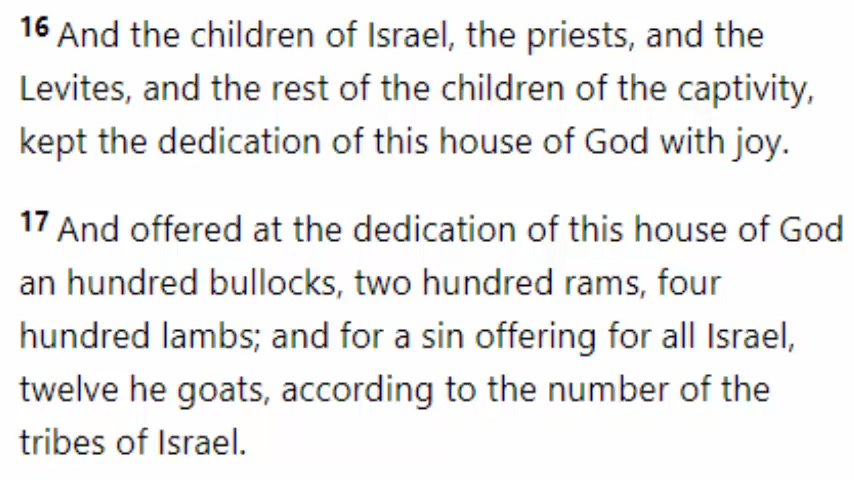 16 And the children of Israel, the priests, and the
Levites, and the rest of the children of the captivity,
kept the dedication of this house of God with joy.
17 And offered at the dedication of this house of God
an hundred bullocks, two hundred rams, four
hundred lambs; and for a sin offering for all Israel,
twelve he goats, according to the number of the
tribes of Israel.